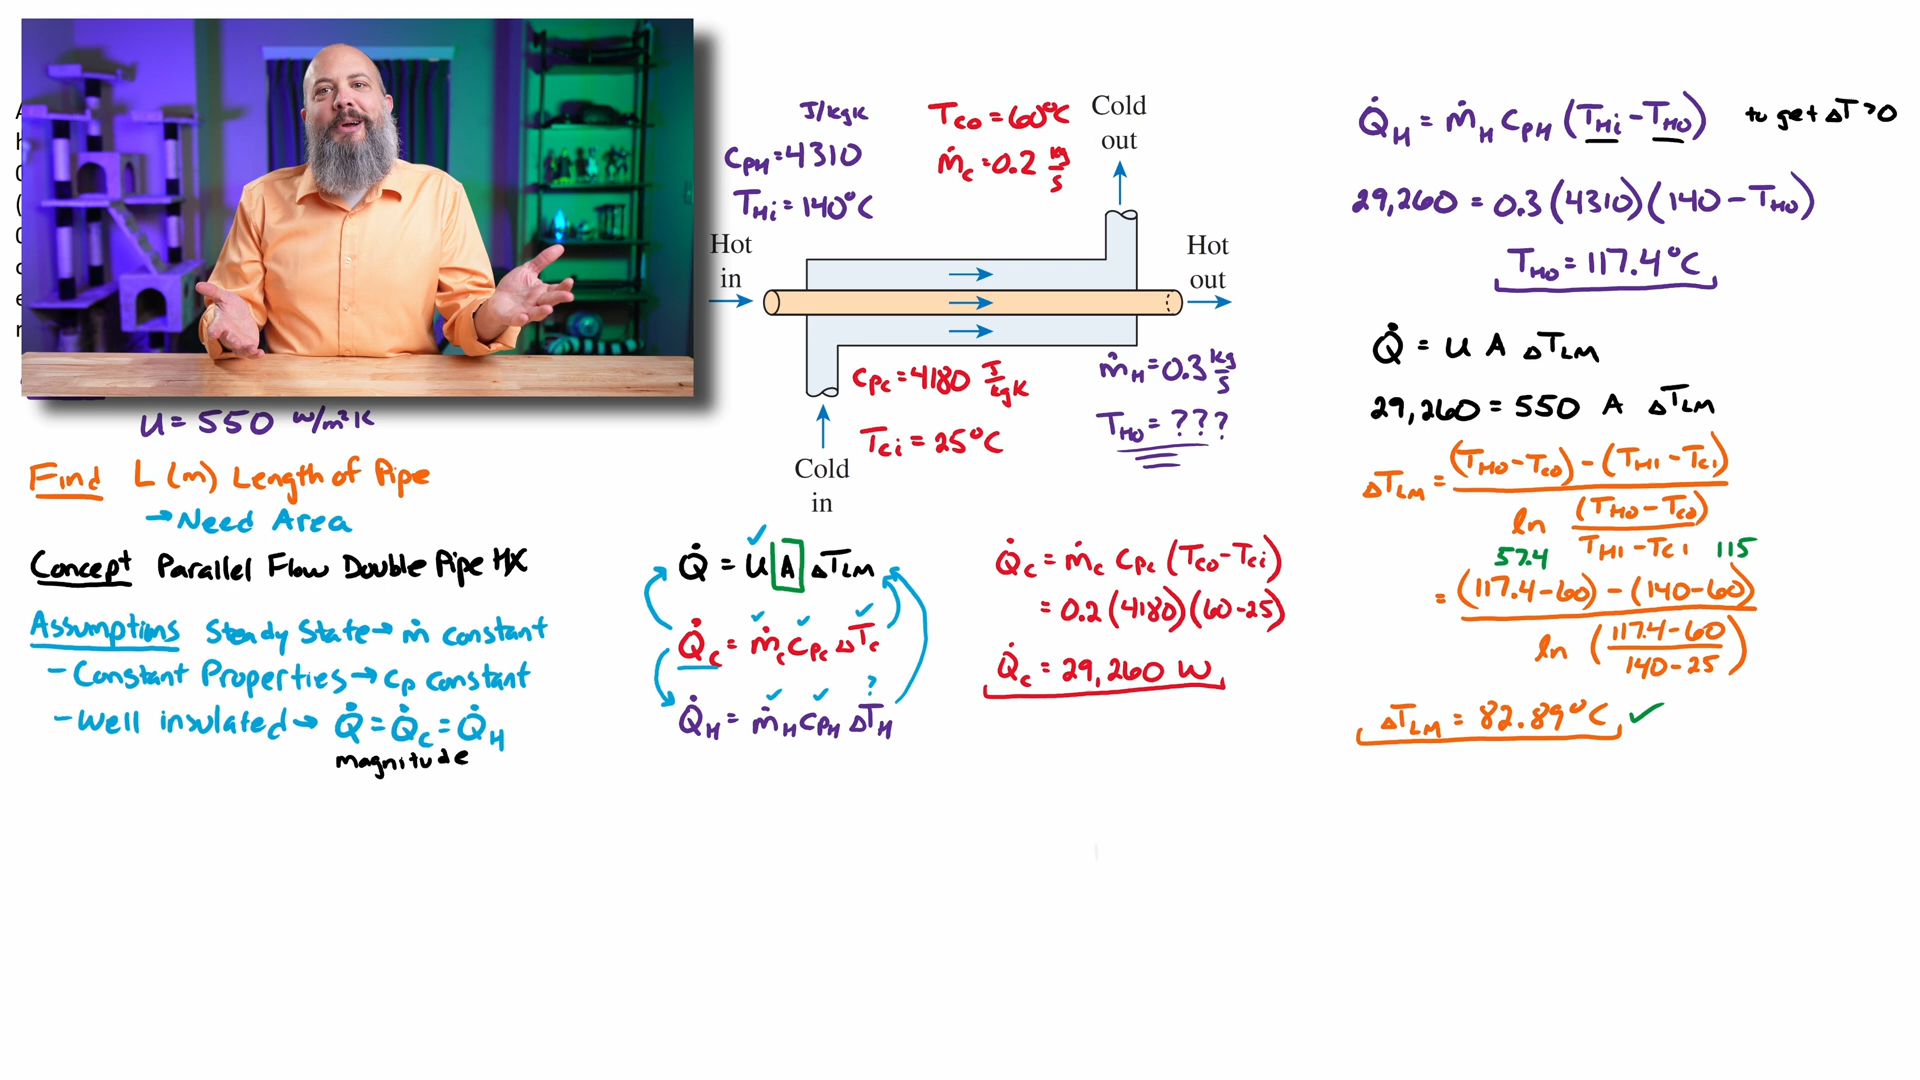 A
h
0
(
0
c
e
r
U = 550 W/m²K
Find L (m) Length of Pipe
→ Need Area
Concept Parallel Flow Double Pipe HX
Assumptions Steady State → ṁ constant
- Constant Properties → cp constant
- Well insulated → Q̇ = Q̇c = Q̇H
magnitude
J/kgK
CPH = 4310
THi = 140°C
Tco = 60°C
ṁc = 0.2 kg/s
Cold
out
Hot
in
Hot
out
CPc = 4180 J/kgK
Tci = 25°C
ṁH = 0.3 kg/s
THO = ???
Cold
in
Q̇ = U A ΔTLM
Q̇c = ṁc CPc ΔTc
?
Q̇H = ṁH CPH ΔTH
Q̇c = ṁc CPc (Tco - Tci)
= 0.2 (4180) (60-25)
Q̇c = 29,260 W
Q̇H = ṁH CPH (THi - THO) to get ΔT>0
29,260 = 0.3 (4310) (140 - THO)
THO = 117.4°C
Q̇ = U A ΔTLM
29,260 = 550 A ΔTLM
ΔTLM = (THO - TCO) - (THI - TCI)
ln (THO - TCO)
THI - TCI
57.4 115
= (117.4-60) - (140-60)
ln (117.4-60 / 140-25)
ΔTLM = 82.89°C ✓